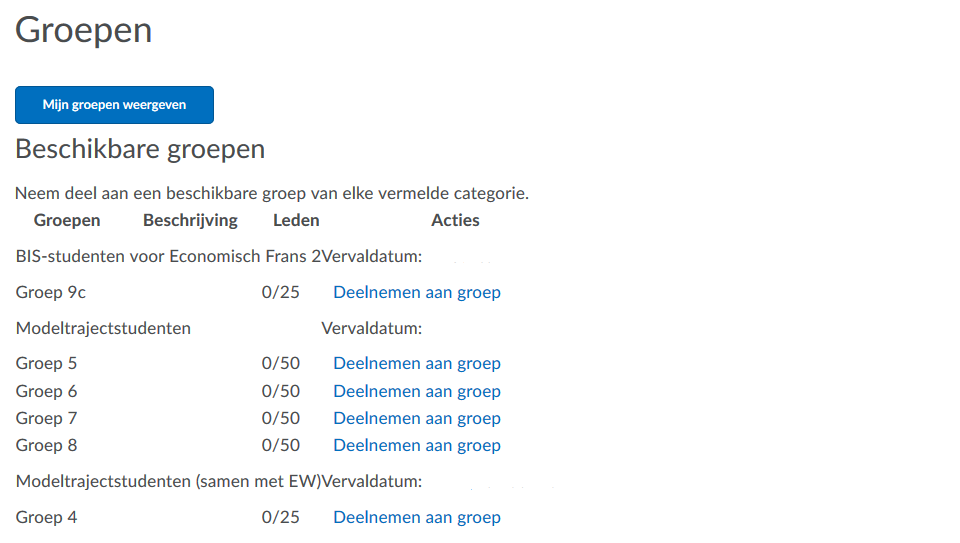 Groepen
Mijn groepen weergeven
Beschikbare groepen
Neem deel aan een beschikbare groep van elke vermelde categorie.
Groepen Beschrijving Leden Acties
BIS-studenten voor Economisch Frans 2 Vervaldatum:
Groep 9c 0/25 Deelnemen aan groep
Modeltrajectstudenten Vervaldatum:
Groep 5 0/50 Deelnemen aan groep
Groep 6 0/50 Deelnemen aan groep
Groep 7 0/50 Deelnemen aan groep
Groep 8 0/50 Deelnemen aan groep
Modeltrajectstudenten (samen met EW) Vervaldatum:
Groep 4 0/25 Deelnemen aan groep